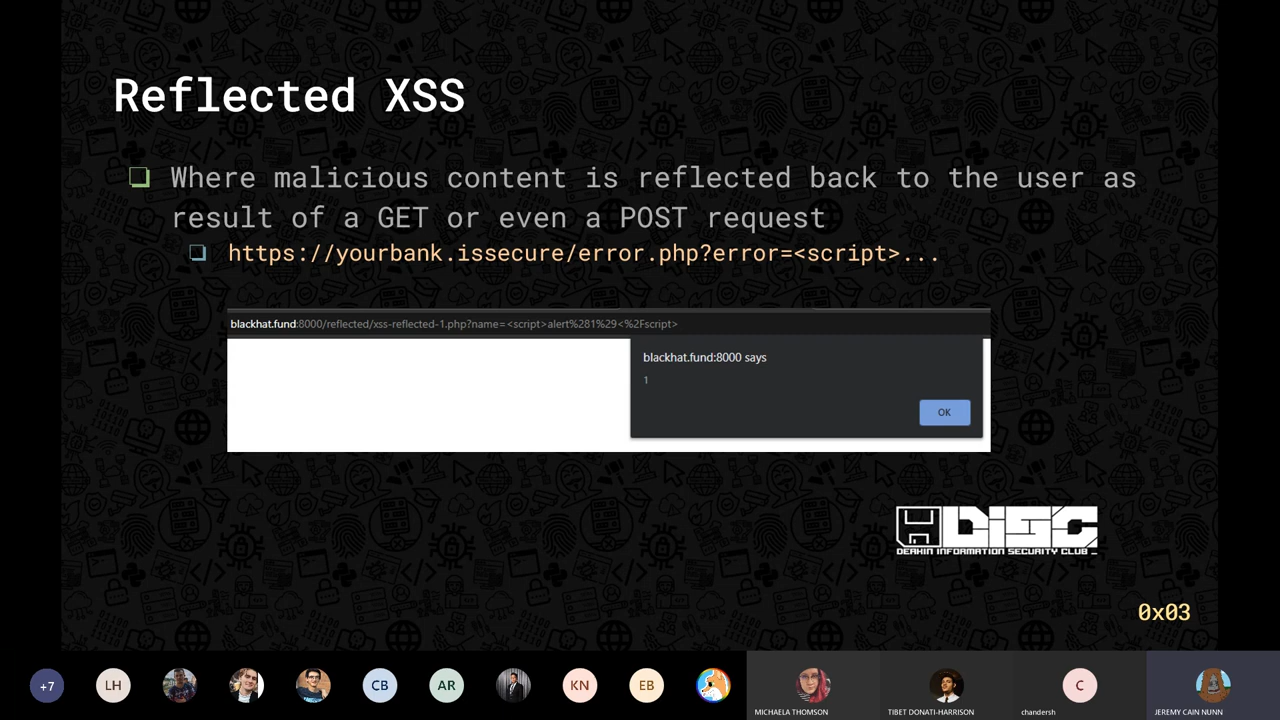 Reflected XSS
Where malicious content is reflected back to the user as
result of a GET or even a POST request
https://yourbank.issecure/error.php?error=<script>...
blackhat.fund:8000/reflected/xss-reflected-1.php?name=<script>alert%281%29<%2Fscript>
blackhat.fund:8000 says
1
OK
DISC
DEAKIN INFORMATION SECURITY CLUB _
0x03
+7
LH
CB
AR
KN
EB
C
MICHAELA THOMSON
TIBET DONATI-HARRISON
chandersh
JEREMY CAIN NUNN